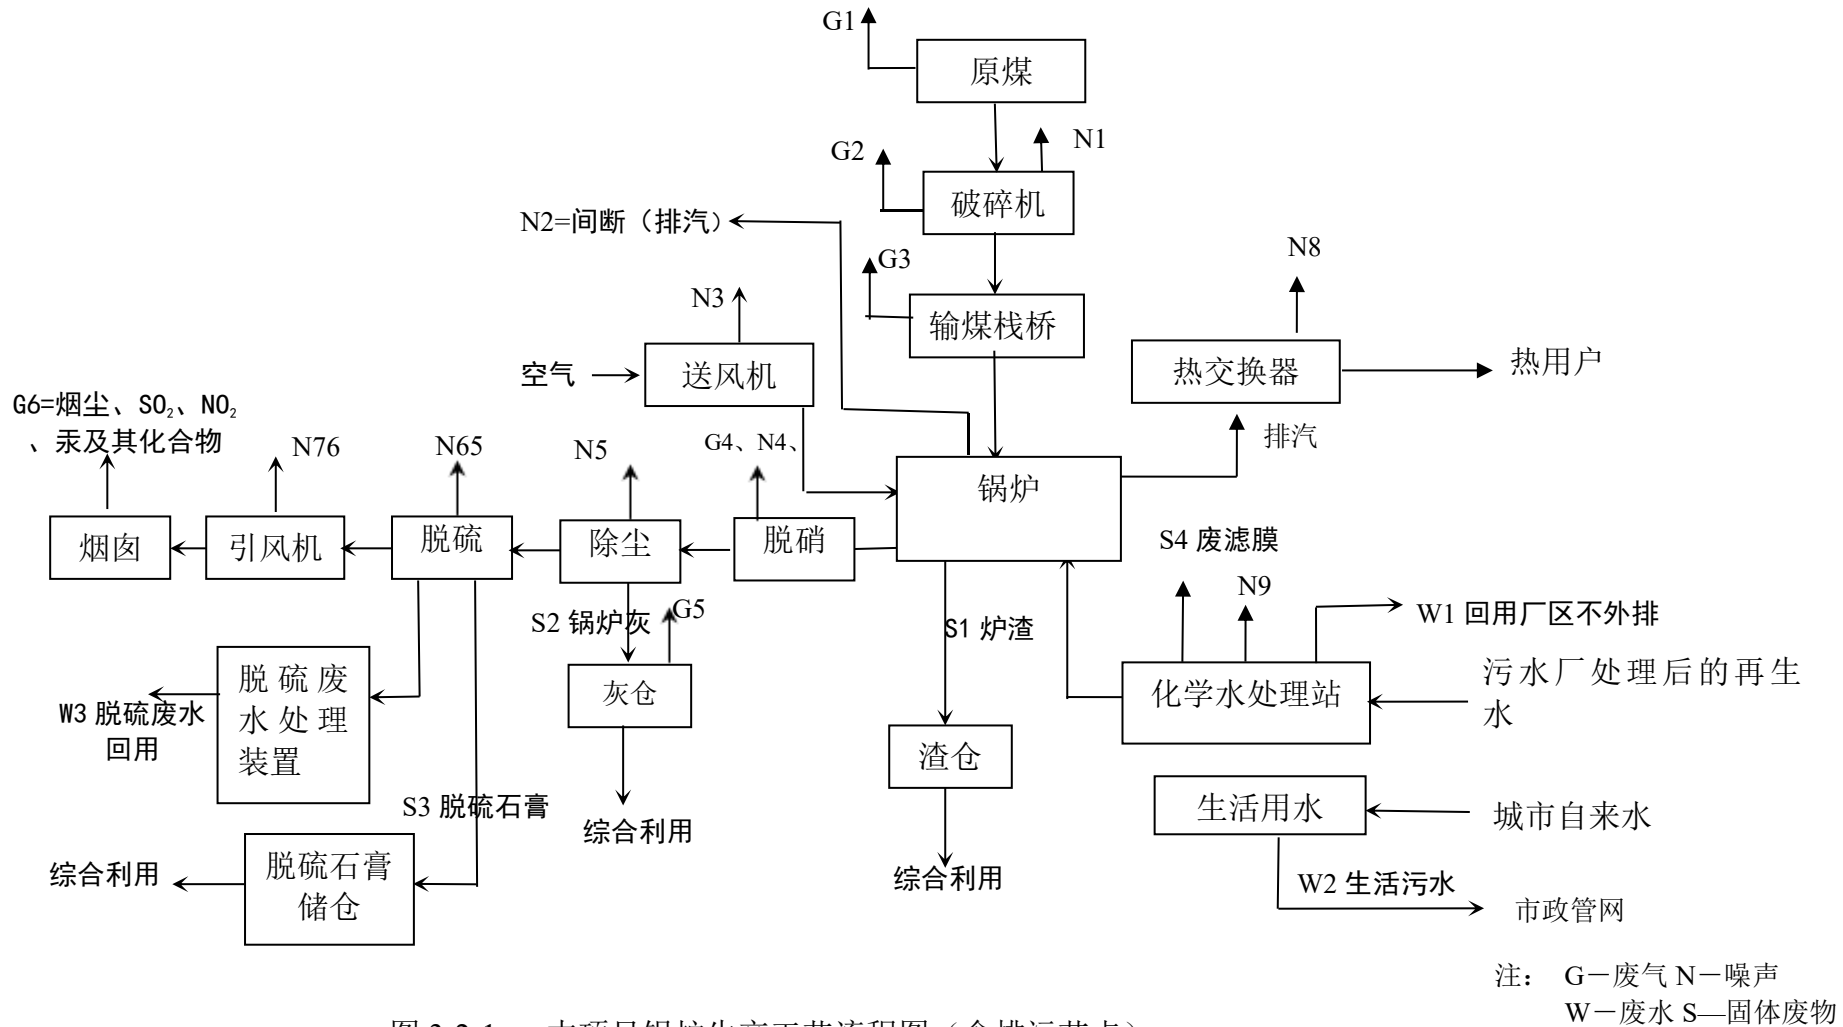 G1
原煤
N1
G2
破碎机
N2=间断（排汽）
G3
N8
N3
输煤栈桥
热用户
空气
送风机
热交换器
G6=烟尘、SO₂、NO₂
、汞及其化合物
N76
N65
N5
G4、N4、
排汽
锅炉
烟囱
引风机
脱硫
除尘
脱硝
S4 废滤膜
N9
S2 锅炉灰
G5
S1 炉渣
W1 回用厂区不外排
污水厂处理后的再生
水
脱硫废
水处理
装置
灰仓
化学水处理站
W3 脱硫废水
回用
渣仓
S3 脱硫石膏
综合利用
生活用水
城市自来水
综合利用
脱硫石膏
储仓
综合利用
W2 生活污水
市政管网
注： G－废气 N－噪声
W－废水 S—固体废物